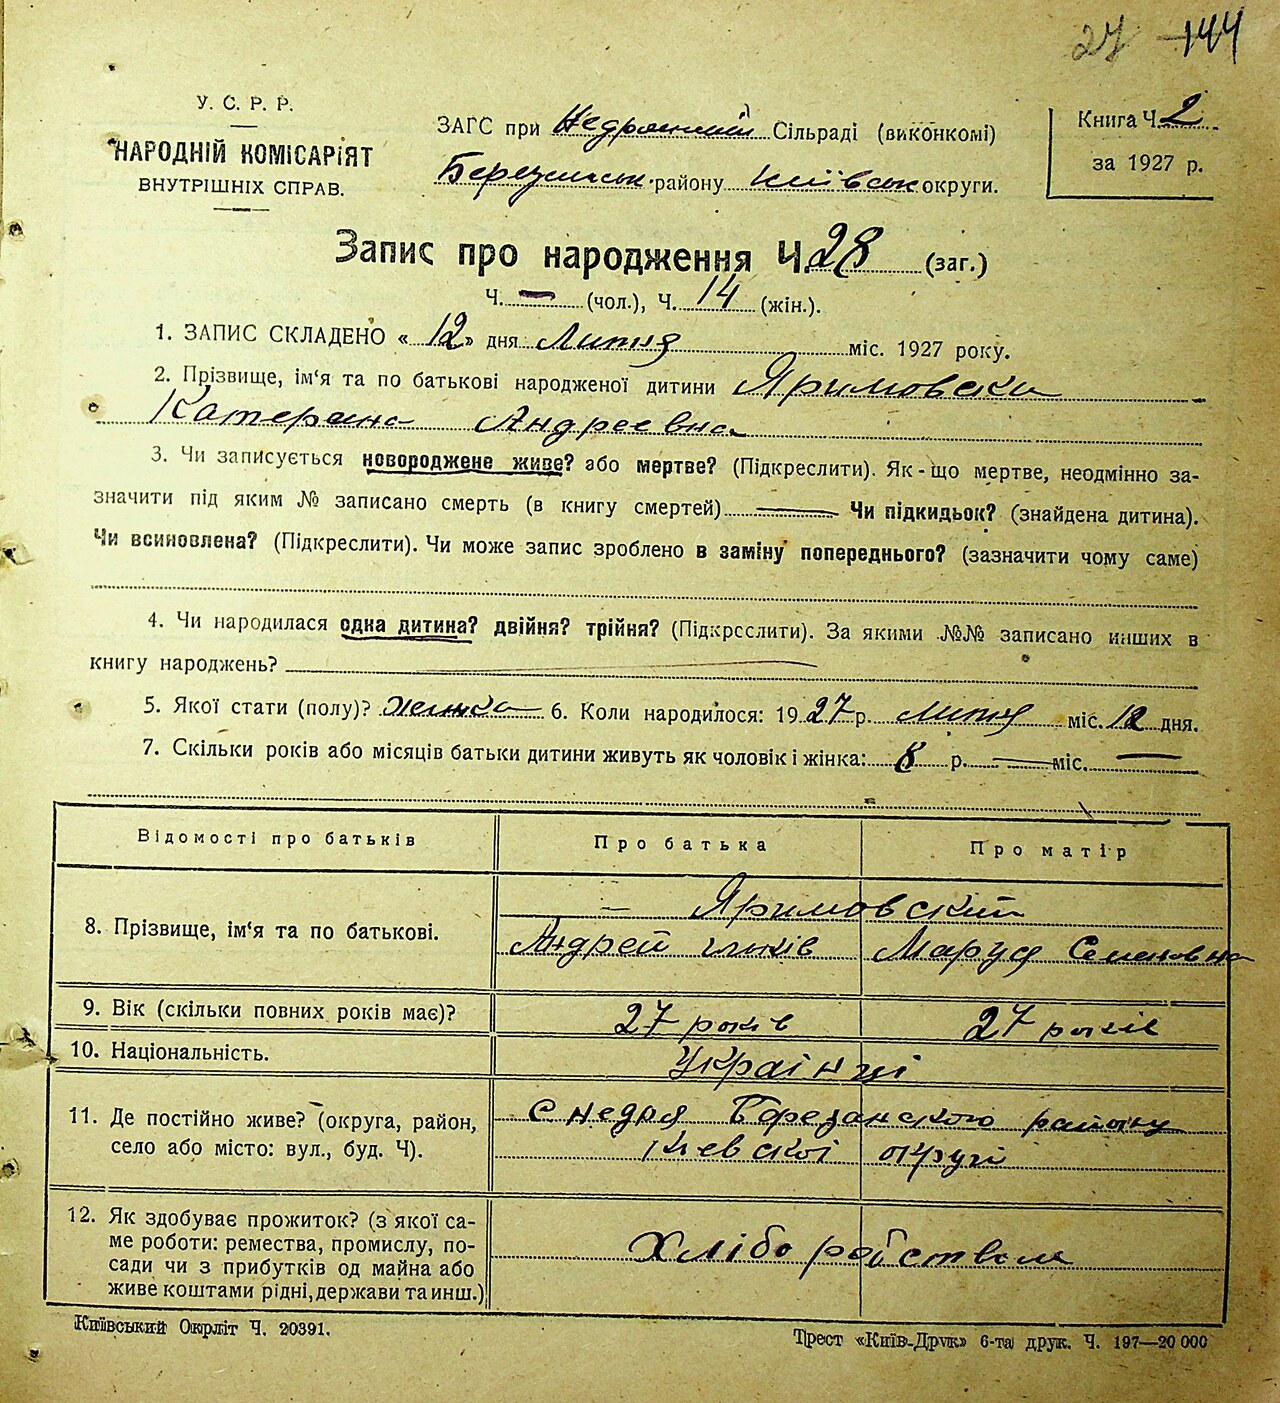 27 144
У. С. Р. Р.
НАРОДНІЙ КОМІСАРІЯТ
ВНУТРІШНІХ СПРАВ.
ЗАГС при Недрянский Сільраді (виконкомі)
Березанськ. району Київськ округи.
Книга Ч. 2
за 1927 р.
Запис про народження Ч. 28 (заг.)
Ч. — (чол.), Ч. 14 (жін.).
1. ЗАПИС СКЛАДЕНО « 12 » дня Литня міс. 1927 року.
2. Прізвище, ім‘я та по батькові народженої дитини Яримовска
Катерина Андреевна
3. Чи записується новороджене живе? або мертве? (Підкреслити). Як-що мертве, неодмінно за-
значити під яким № записано смерть (в книгу смертей) — Чи підкидьок? (знайдена дитина).
Чи всиновлена? (Підкреслити). Чи може запис зроблено в заміну попереднього? (зазначити чому саме)
4. Чи народилася одна дитина? двійня? трійня? (Підкреслити). За якими №№ записано инших в
книгу народжень?
5. Якої стати (полу)? Женска 6. Коли народилося: 1927 р. литня міс. 12 дня.
7. Скільки років або місяців батьки дитини живуть як чоловік і жінка: 8 р. — міс. —
Відомості про батьків Про батька Про матір
8. Прізвище, ім‘я та по батькові. — Яримовский
Андрей Маруся Семеновна
9. Вік (скільки повних років має)? 27 років 27 років
10. Національність. Українці
11. Де постійно живе? (округа, район, с недря Березанського району
село або місто: вул., буд. Ч). Киевскої округі
12. Як здобуває прожиток? (з якої са-
ме роботи: ремества, промислу, по- Хліборобством
сади чи з прибутків од майна або
живе коштами рідні, держави та инш.)
Київський Окрліт Ч. 20391.
Трест «Київ-Друк» 6-та друк. Ч. 197—20 000